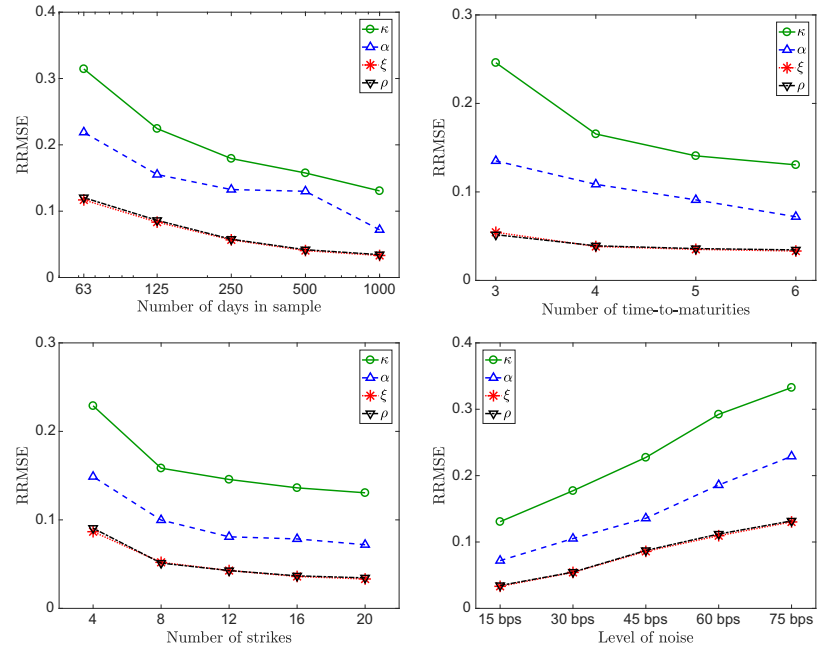 0.4
0.3
0.2
0.1
0
RRMSE
63 125 250 500 1000
Number of days in sample
κ
α
ξ
ρ
0.3
0.2
0.1
0
RRMSE
3 4 5 6
Number of time-to-maturities
κ
α
ξ
ρ
0.3
0.2
0.1
0
RRMSE
4 8 12 16 20
Number of strikes
κ
α
ξ
ρ
0.4
0.3
0.2
0.1
0
RRMSE
15 bps 30 bps 45 bps 60 bps 75 bps
Level of noise
κ
α
ξ
ρ